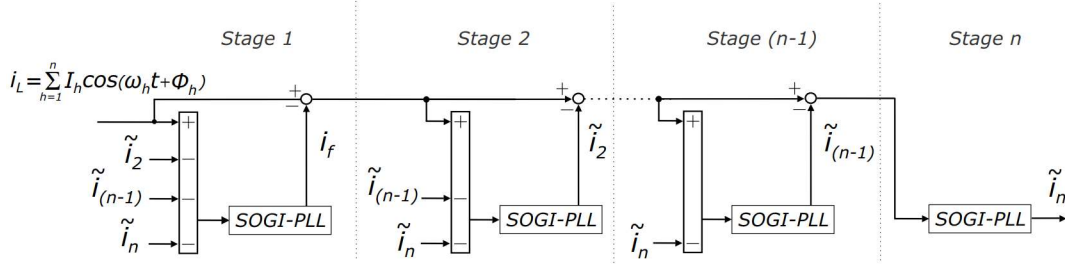 Stage 1
Stage 2
Stage (n-1)
Stage n
i_L=∑_{h=1}^{n} I_h cos(ω_h t+Φ_h)
+
−
+
−
+
−
+
ĩ_2
−
ĩ_(n-1)
−
ĩ_n
−
SOGI-PLL
i_f
+
ĩ_(n-1)
−
ĩ_n
−
SOGI-PLL
ĩ_2
+
ĩ_n
−
SOGI-PLL
ĩ_(n-1)
SOGI-PLL
ĩ_n